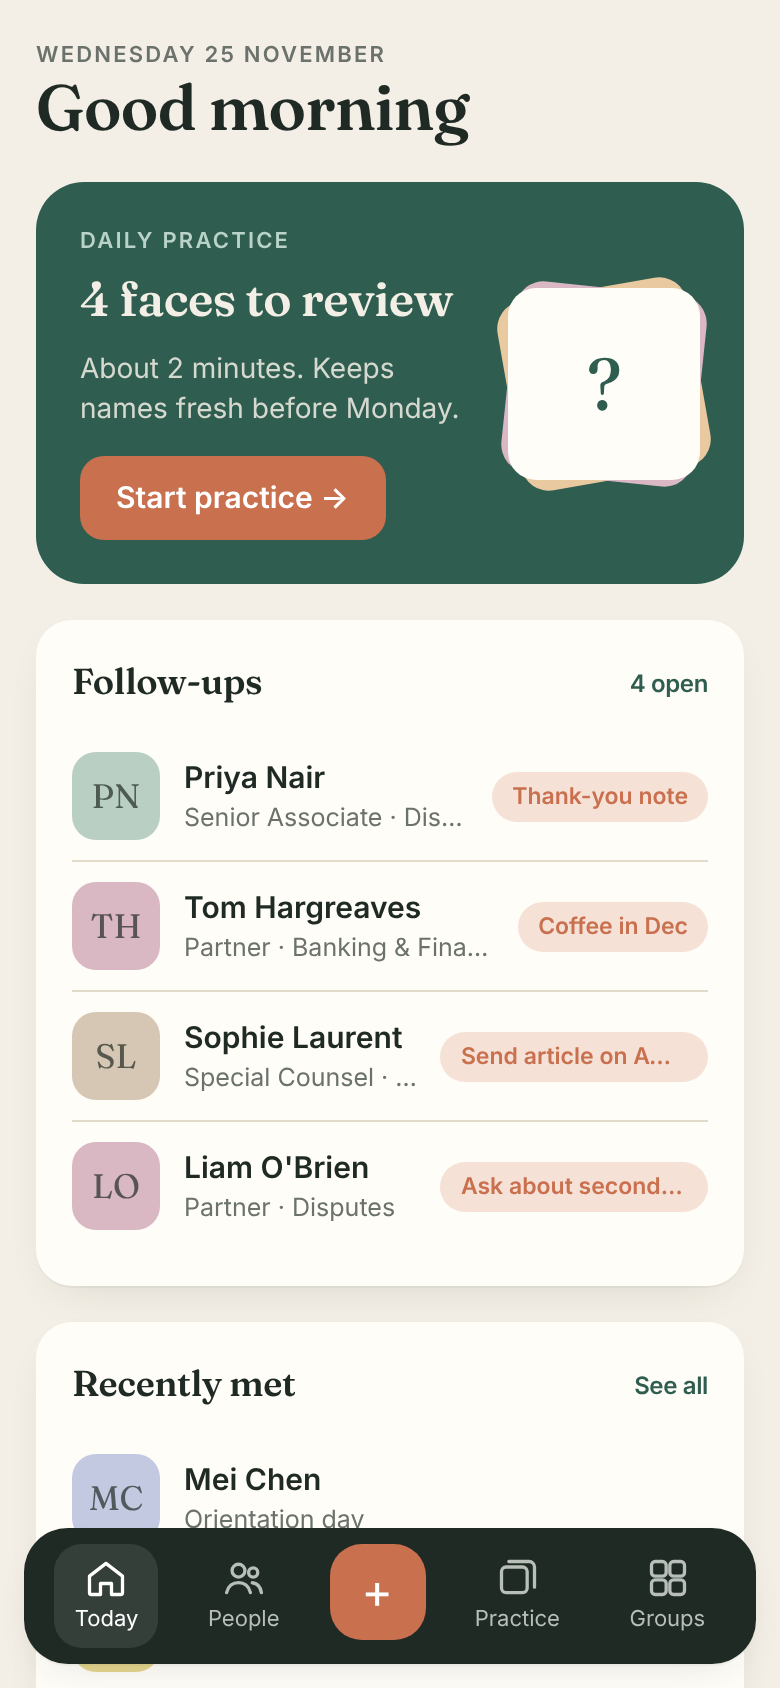 WEDNESDAY 25 NOVEMBER
Good morning
DAILY PRACTICE
4 faces to review
About 2 minutes. Keeps
names fresh before Monday.
?
Start practice →
Follow-ups
4 open
PN
Priya Nair
Senior Associate · Dis...
Thank-you note
TH
Tom Hargreaves
Partner · Banking & Fina...
Coffee in Dec
SL
Sophie Laurent
Special Counsel · ...
Send article on A...
LO
Liam O'Brien
Partner · Disputes
Ask about second...
Recently met
See all
MC
Mei Chen
Orientation day
Today
People
+
Practice
Groups